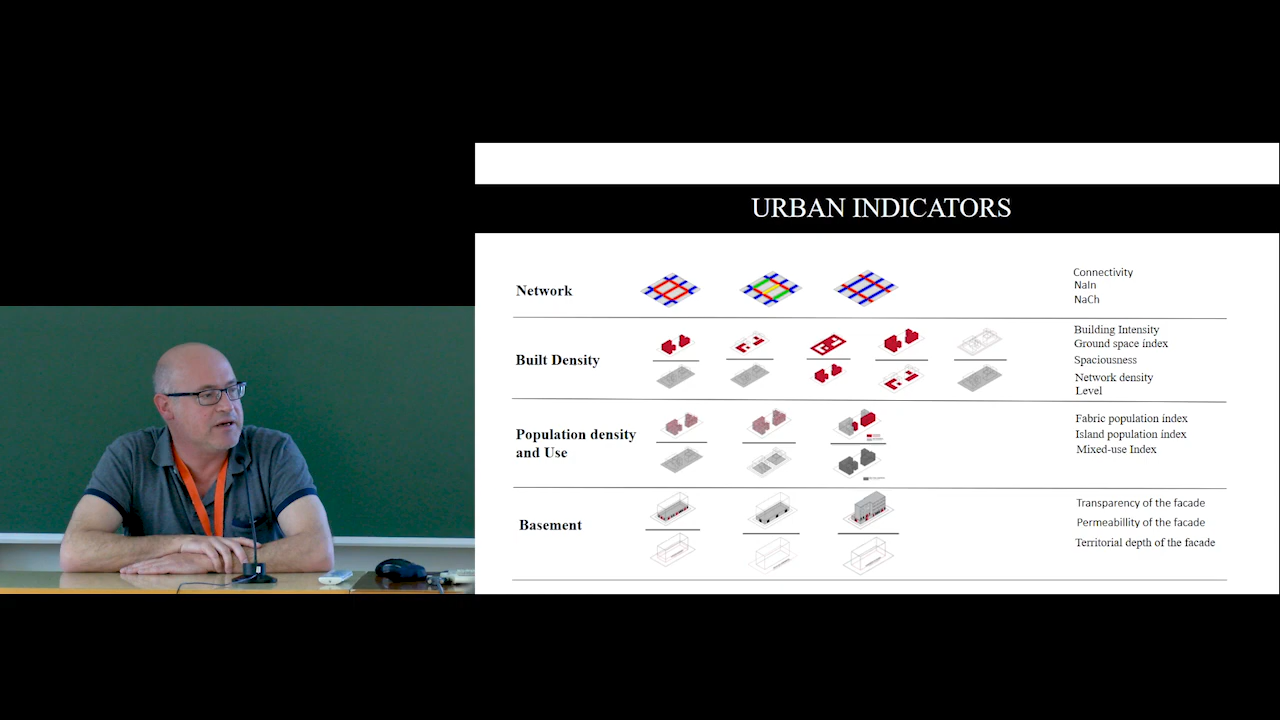 URBAN INDICATORS
Network
Connectivity
NaIn
NaCh
Built Density
Building Intensity
Ground space index
Spaciousness
Network density
Level
Population density
and Use
Fabric population index
Island population index
Mixed-use Index
Basement
Transparency of the facade
Permeabillity of the facade
Territorial depth of the facade